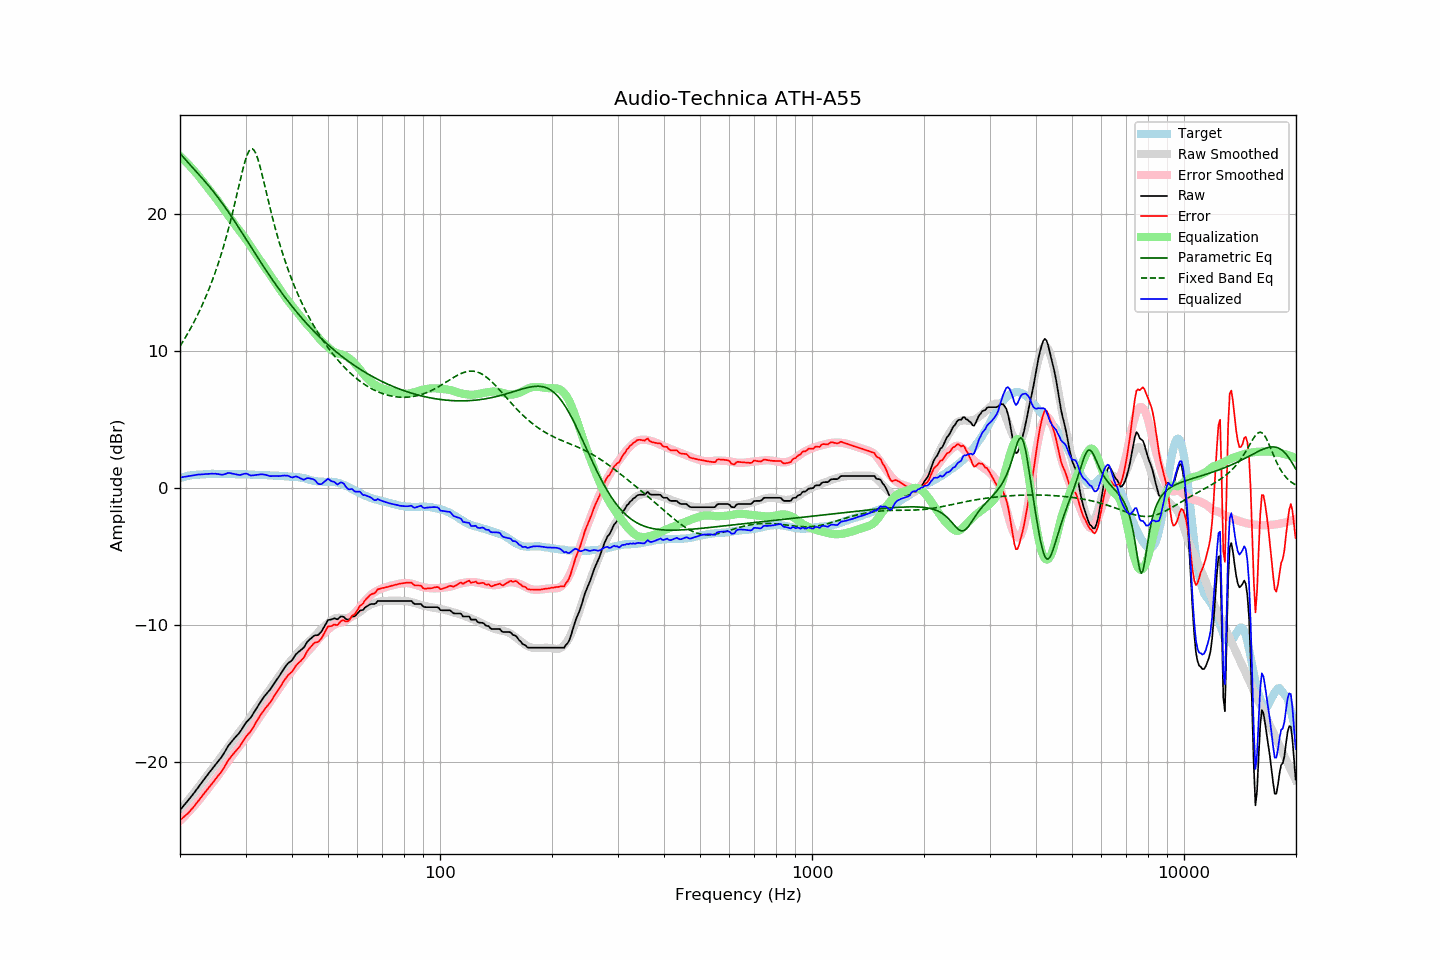 Audio-Technica ATH-A55
Target
Raw Smoothed
Error Smoothed
Raw
Error
Equalization
Parametric Eq
Fixed Band Eq
Equalized
20
10
0
−10
−20
Amplitude (dBr)
100
1000
10000
Frequency (Hz)